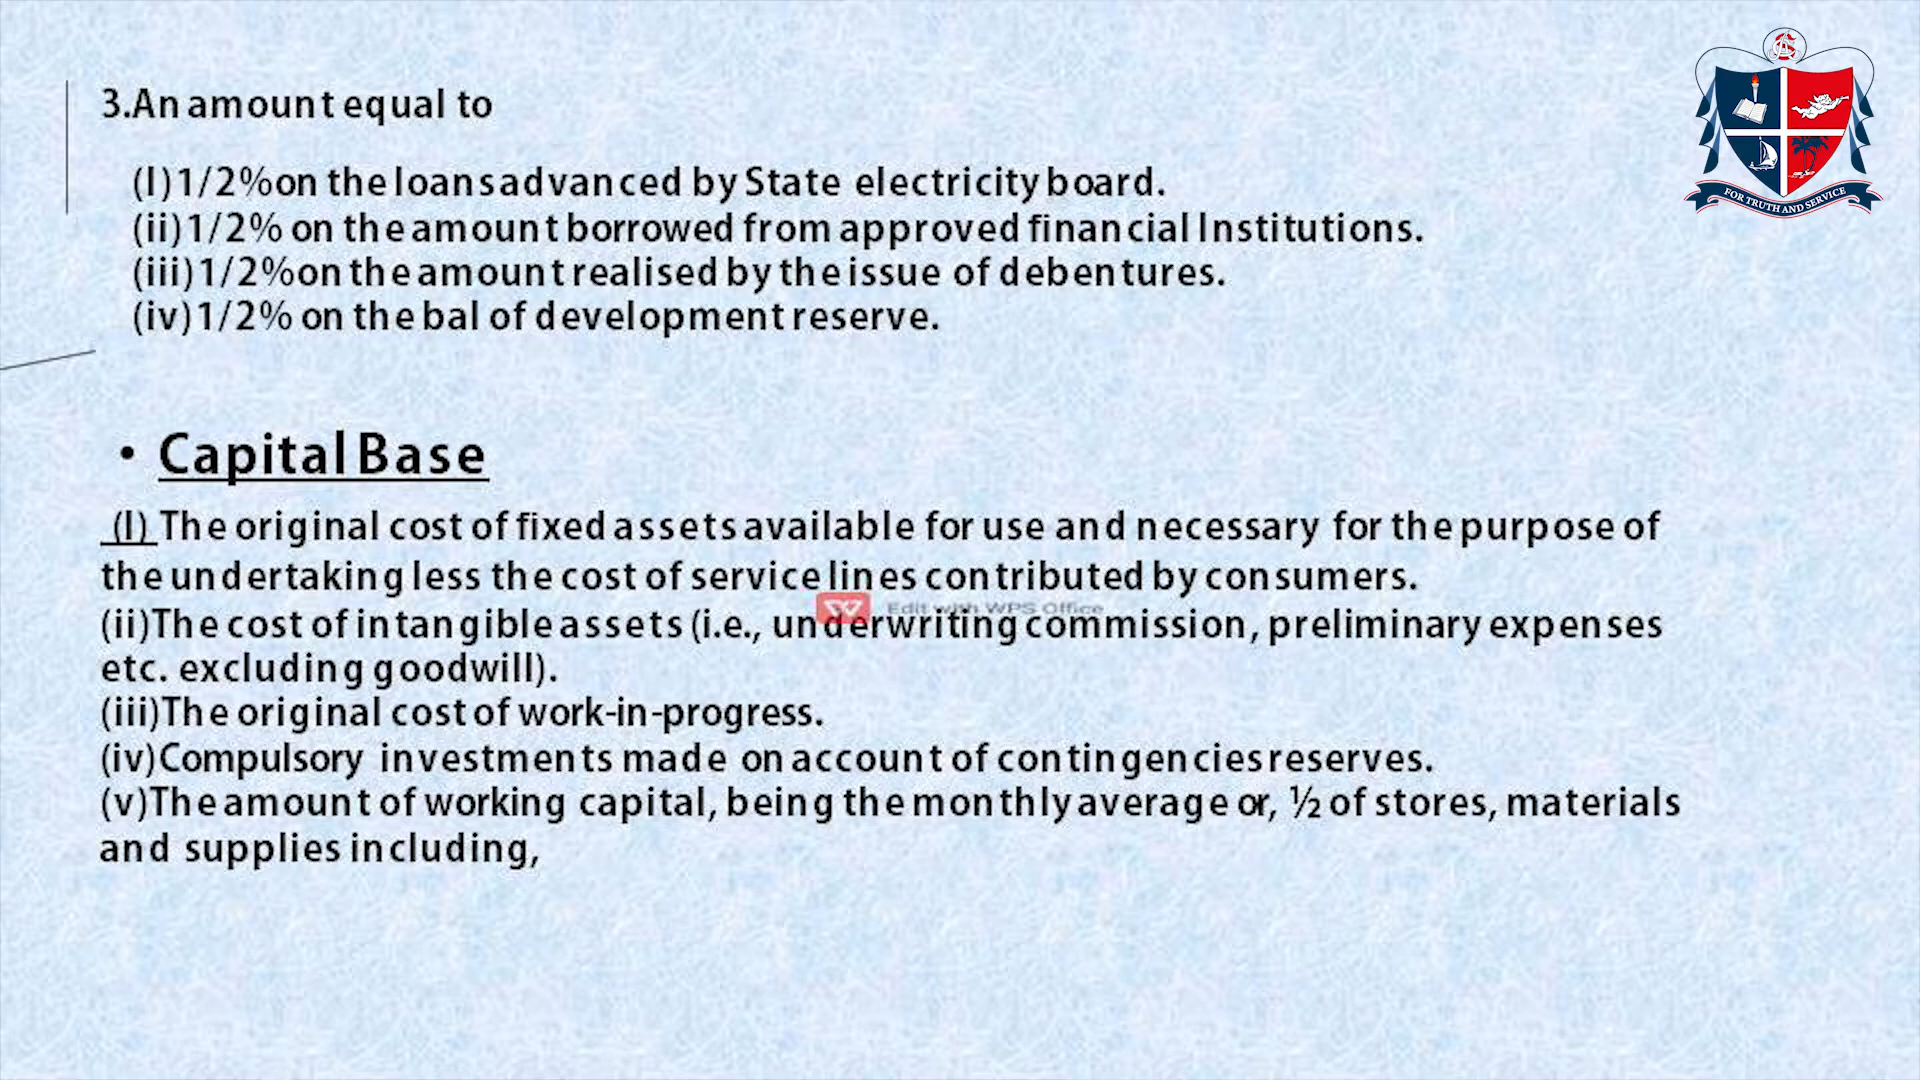 3.An amount equal to
(I)1/2%on the loans advanced by State electricity board.
(ii)1/2% on the amount borrowed from approved financial Institutions.
(iii)1/2%on the amount realised by the issue of debentures.
(iv)1/2% on the bal of development reserve.
• Capital Base
(I) The original cost of fixed assets available for use and necessary for the purpose of
the undertaking less the cost of service lines contributed by consumers.
Edit with WPS Office
(ii)The cost of intangible assets (i.e., underwriting commission, preliminary expenses
etc. excluding goodwill).
(iii)The original cost of work-in-progress.
(iv)Compulsory investments made on account of contingencies reserves.
(v)The amount of working capital, being the monthly average or, ½ of stores, materials
and supplies including,
FOR TRUTH AND SERVICE